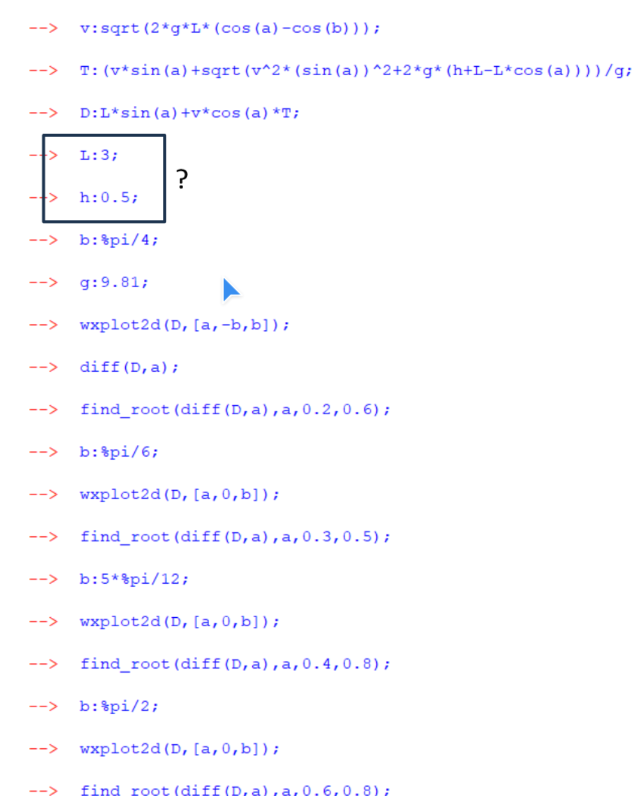 --> v:sqrt(2*g*L*(cos(a)-cos(b)));
--> T:(v*sin(a)+sqrt(v^2*(sin(a))^2+2*g*(h+L-L*cos(a))))/g;
--> D:L*sin(a)+v*cos(a)*T;
--> L:3;
?
--> h:0.5;
--> b:%pi/4;
--> g:9.81;
--> wxplot2d(D,[a,-b,b]);
--> diff(D,a);
--> find_root(diff(D,a),a,0.2,0.6);
--> b:%pi/6;
--> wxplot2d(D,[a,0,b]);
--> find_root(diff(D,a),a,0.3,0.5);
--> b:5*%pi/12;
--> wxplot2d(D,[a,0,b]);
--> find_root(diff(D,a),a,0.4,0.8);
--> b:%pi/2;
--> wxplot2d(D,[a,0,b]);
--> find_root(diff(D,a),a,0.6,0.8);